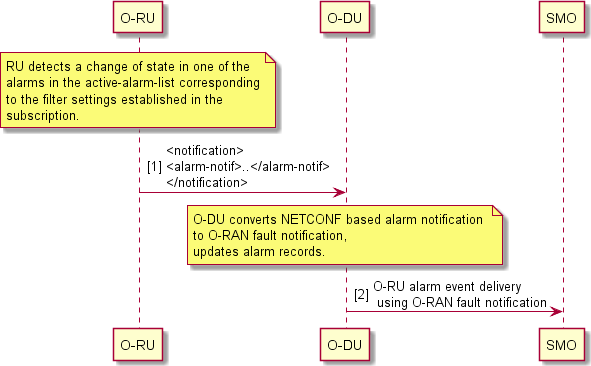 O-RU
O-DU
SMO
RU detects a change of state in one of the
alarms in the active-alarm-list corresponding
to the filter settings established in the
subscription.
<notification>
[1] <alarm-notif>..</alarm-notif>
</notification>
O-DU converts NETCONF based alarm notification
to O-RAN fault notification,
updates alarm records.
[2] O-RU alarm event delivery
using O-RAN fault notification
O-RU
O-DU
SMO